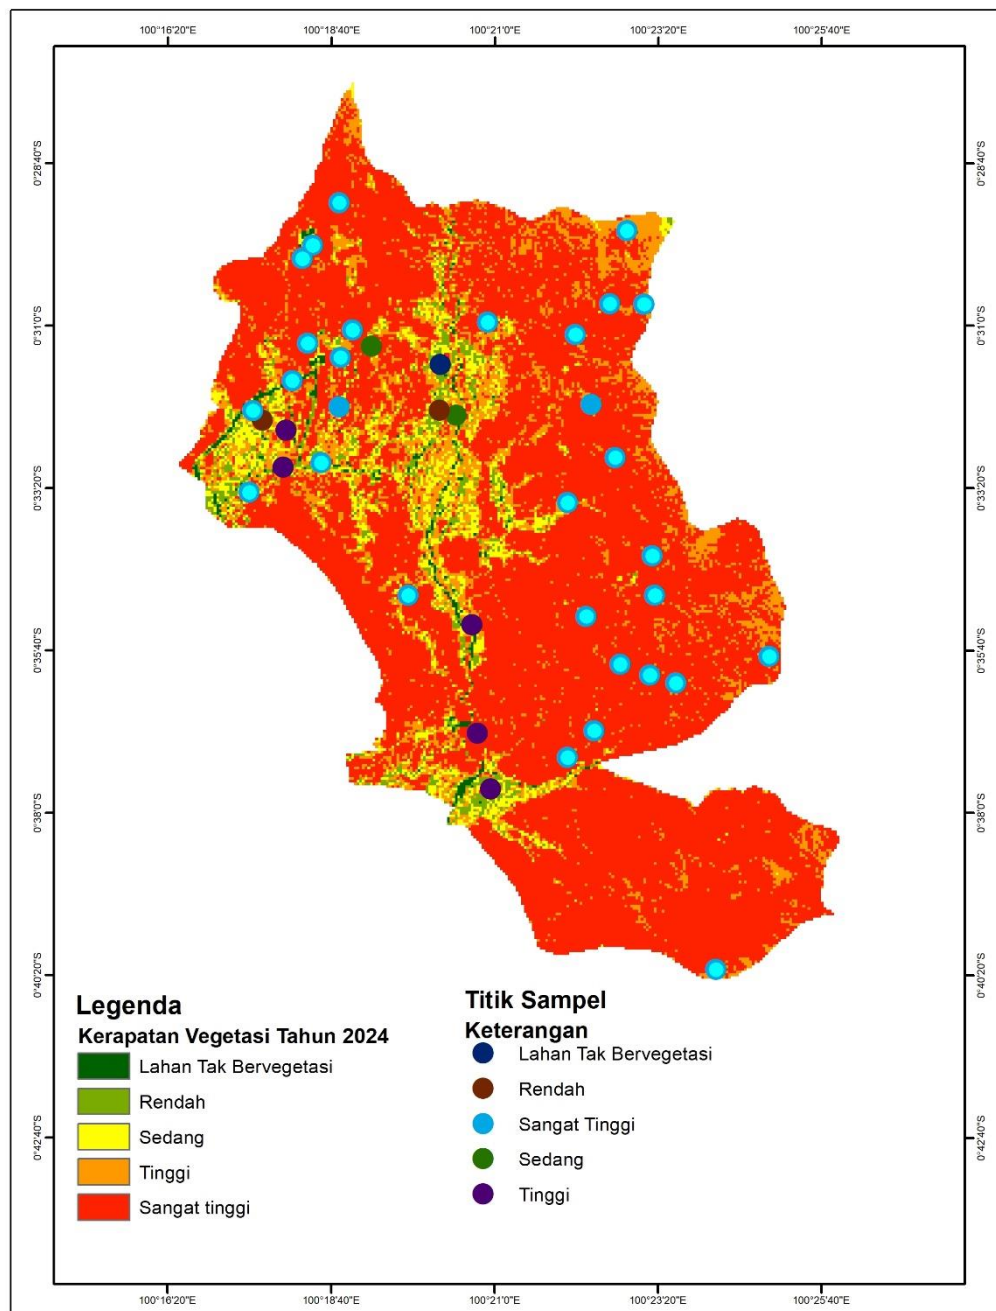 100°16'20"E 100°18'40"E 100°21'0"E 100°23'20"E 100°25'40"E
0°28'40"S 0°28'40"S
0°31'0"S 0°31'0"S
0°33'20"S 0°33'20"S
0°35'40"S 0°35'40"S
0°38'0"S 0°38'0"S
0°40'20"S 0°40'20"S
0°42'40"S 0°42'40"S
Legenda
Kerapatan Vegetasi Tahun 2024
Lahan Tak Bervegetasi
Rendah
Sedang
Tinggi
Sangat tinggi
Titik Sampel
Keterangan
Lahan Tak Bervegetasi
Rendah
Sangat Tinggi
Sedang
Tinggi
100°16'20"E 100°18'40"E 100°21'0"E 100°23'20"E 100°25'40"E